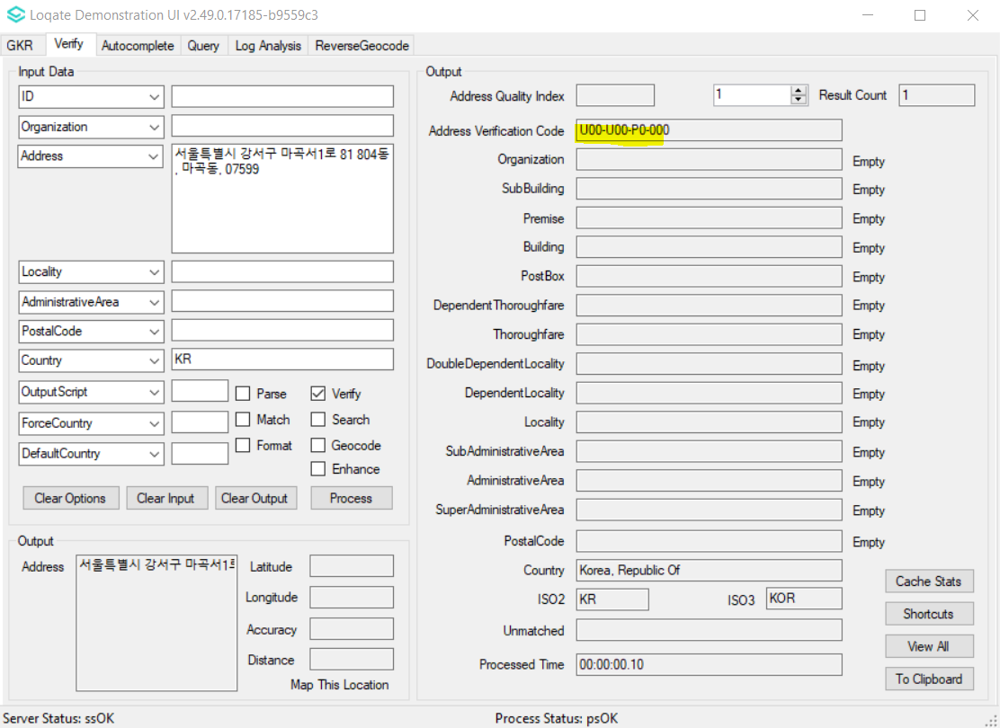 Loqate Demonstration UI v2.49.0.17185-b9559c3
GKR Verify Autocomplete Query Log Analysis ReverseGeocode
Input Data
ID
Organization
Address
서울특별시 강서구 마곡서1로 81 804동
, 마곡동, 07599
Locality
AdministrativeArea
PostalCode
Country KR
OutputScript Parse Verify
ForceCountry Match Search
DefaultCountry Format Geocode
Enhance
Clear Options Clear Input Clear Output Process
Output
Address 서울특별시 강서구 마곡서1로
Latitude
Longitude
Accuracy
Distance
Map This Location
Output
Address Quality Index 1 Result Count 1
Address Verification Code U00-U00-P0-000
Organization Empty
SubBuilding Empty
Premise Empty
Building Empty
PostBox Empty
DependentThoroughfare Empty
Thoroughfare Empty
DoubleDependentLocality Empty
DependentLocality Empty
Locality Empty
SubAdministrativeArea Empty
AdministrativeArea Empty
SuperAdministrativeArea Empty
PostalCode Empty
Country Korea, Republic Of
ISO2 KR ISO3 KOR
Unmatched
Processed Time 00:00:00.10
Cache Stats
Shortcuts
View All
To Clipboard
Server Status: ssOK Process Status: psOK